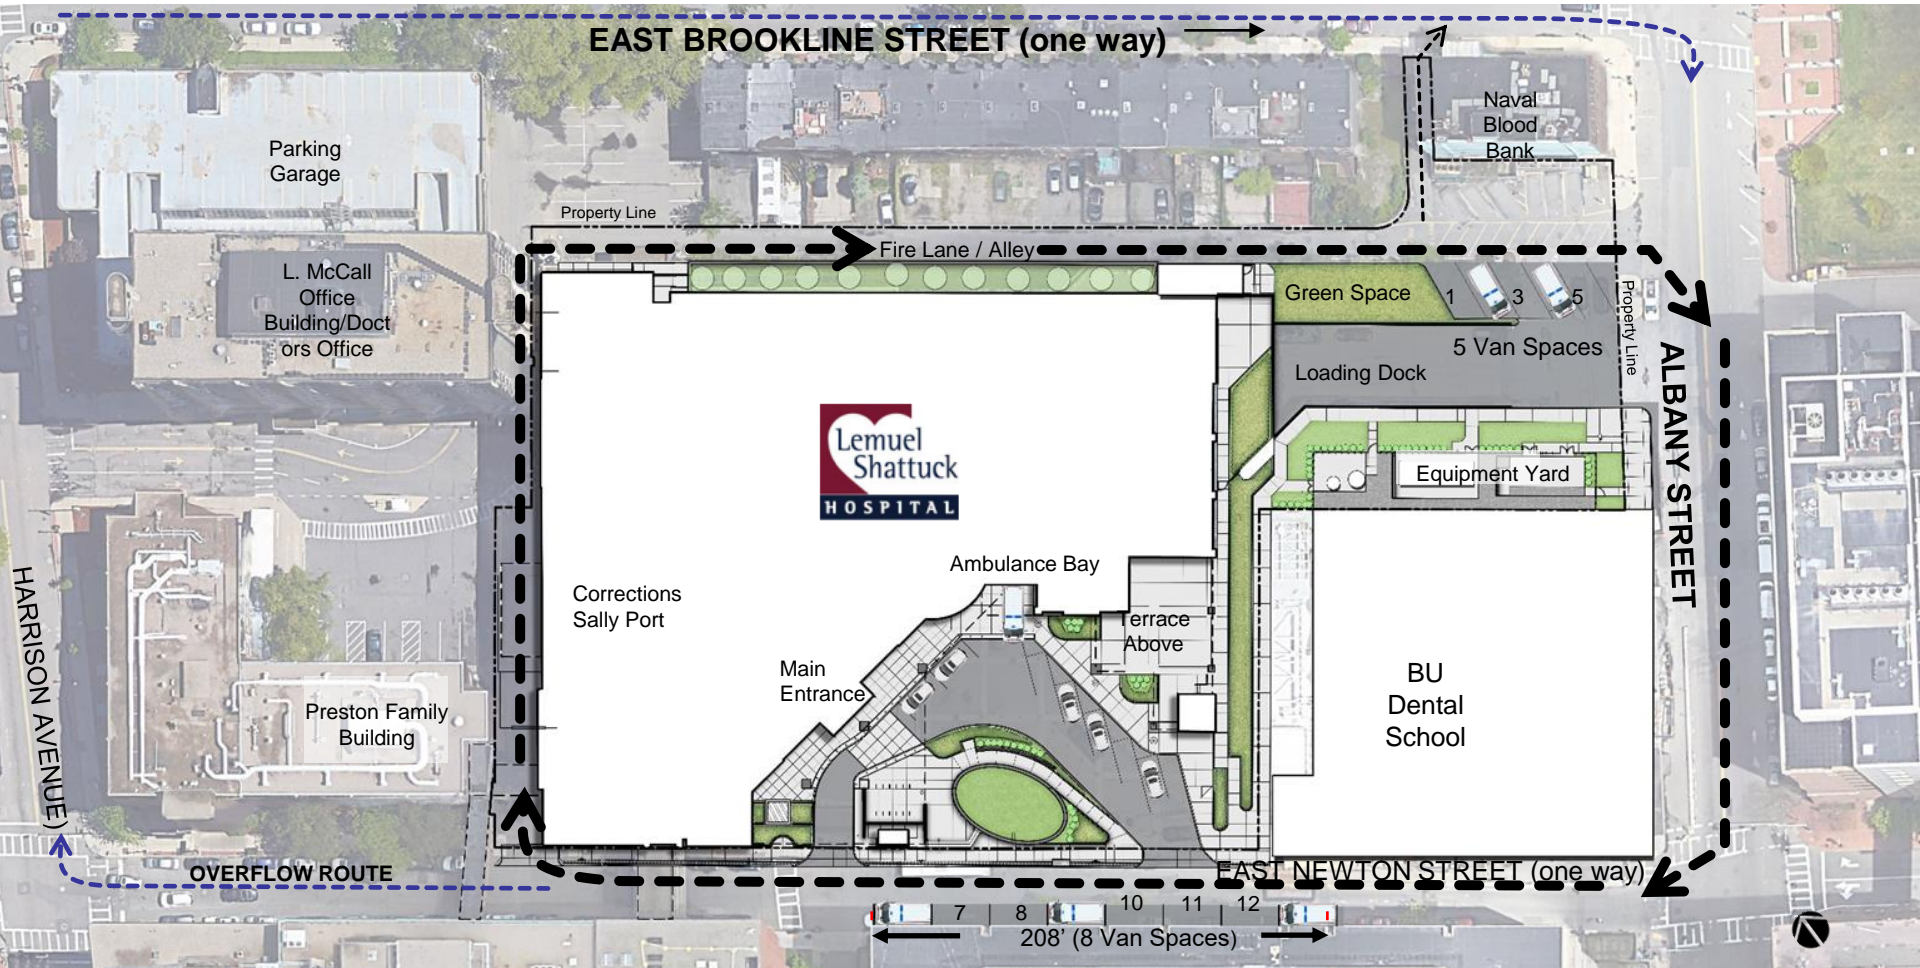 EAST BROOKLINE STREET (one way)
Naval
Blood
Bank
Parking
Garage
Property Line
Fire Lane / Alley
L. McCall
Office
Building/Doct
ors Office
Green Space
1
3
5
Property Line
5 Van Spaces
Loading Dock
ALBANY STREET
Lemuel
Shattuck
HOSPITAL
Equipment Yard
Ambulance Bay
Corrections
Sally Port
Terrace
Above
HARRISON AVENUE)
Main
Entrance
BU
Dental
School
Preston Family
Building
OVERFLOW ROUTE
EAST NEWTON STREET (one way)
7
8
10
11
12
208' (8 Van Spaces)